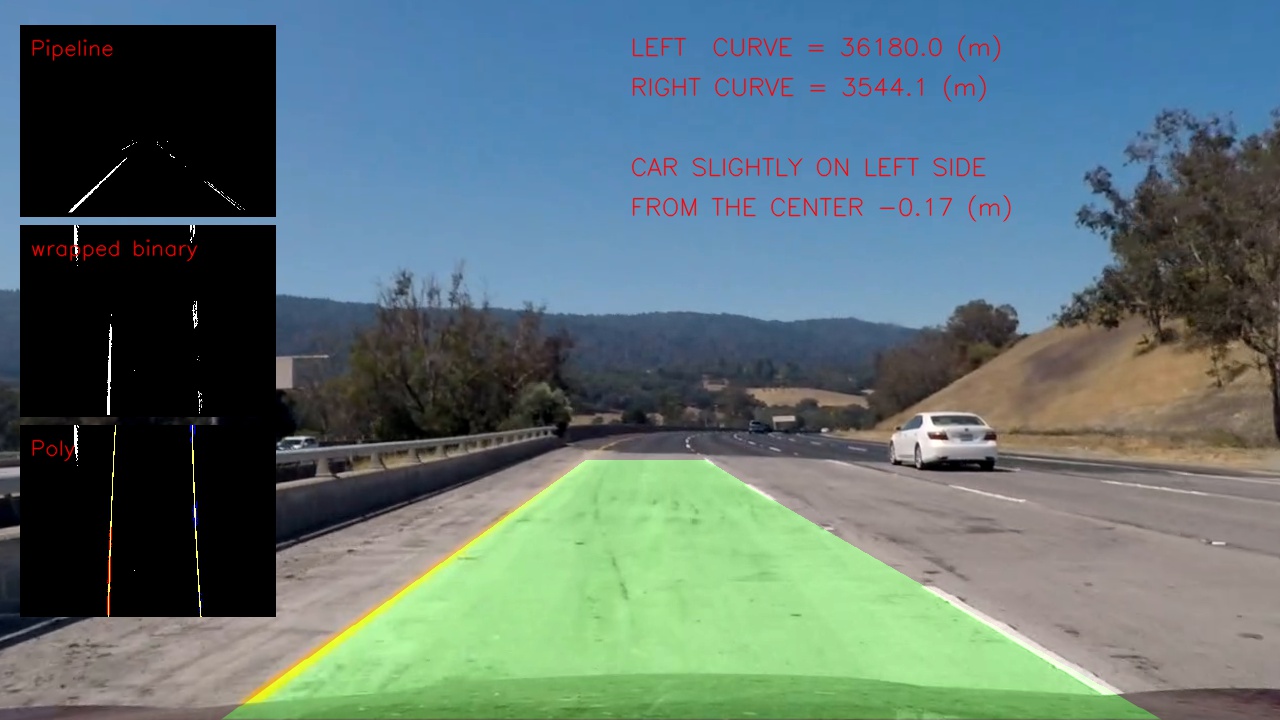 Pipeline
LEFT CURVE = 36180.0 (m)
RIGHT CURVE = 3544.1 (m)
CAR SLIGHTLY ON LEFT SIDE
FROM THE CENTER -0.17 (m)
wrapped binary
Poly